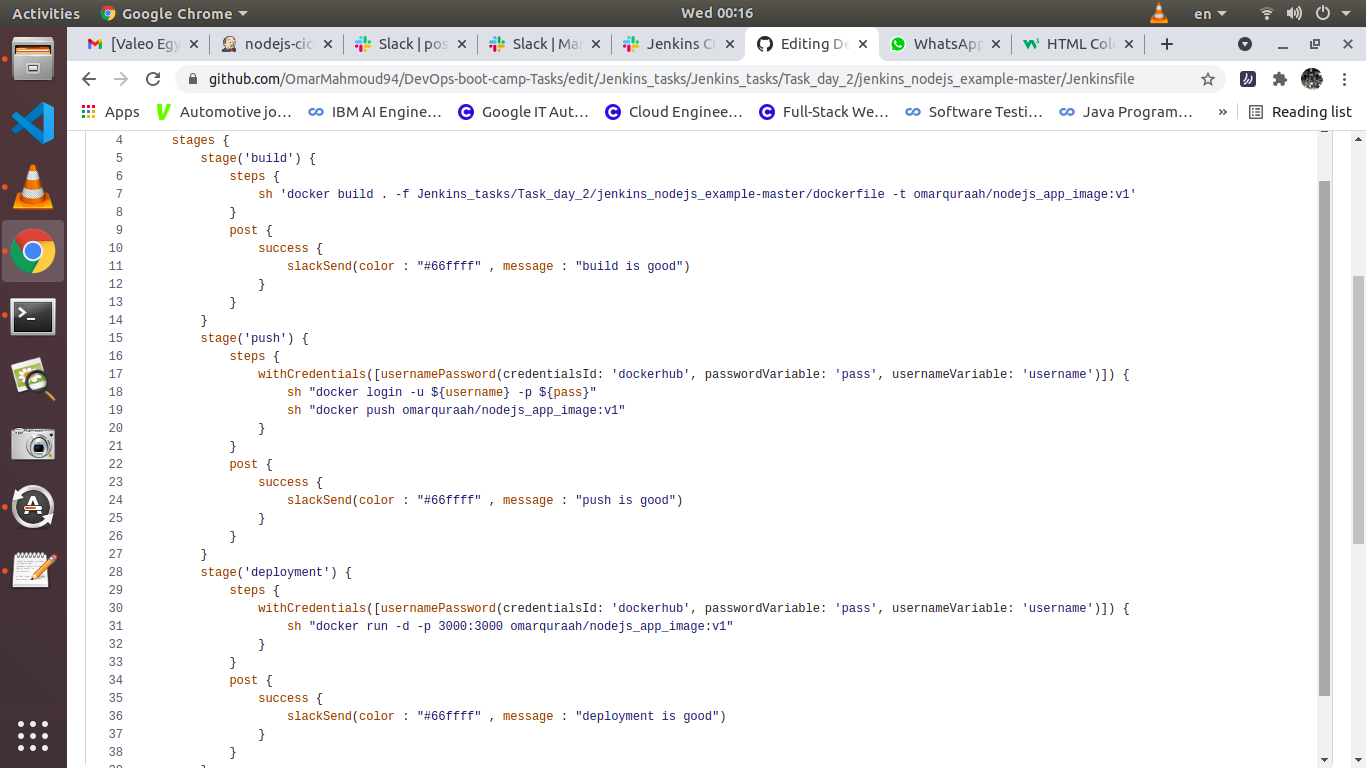 Activities Google Chrome Wed 00:16 en
[Valeo Egy nodejs-cic Slack | pos Slack | Mar Jenkins CI Editing De WhatsApp HTML Colo
github.com/OmarMahmoud94/DevOps-boot-camp-Tasks/edit/Jenkins_tasks/Jenkins_tasks/Task_day_2/jenkins_nodejs_example-master/Jenkinsfile
Apps Automotive jo… IBM AI Engine… Google IT Aut… Cloud Enginee… Full-Stack We… Software Testi… Java Program… » Reading list
4 stages {
5 stage('build') {
6 steps {
7 sh 'docker build . -f Jenkins_tasks/Task_day_2/jenkins_nodejs_example-master/dockerfile -t omarquraah/nodejs_app_image:v1'
8 }
9 post {
10 success {
11 slackSend(color : "#66ffff" , message : "build is good")
12 }
13 }
14 }
15 stage('push') {
16 steps {
17 withCredentials([usernamePassword(credentialsId: 'dockerhub', passwordVariable: 'pass', usernameVariable: 'username')]) {
18 sh "docker login -u ${username} -p ${pass}"
19 sh "docker push omarquraah/nodejs_app_image:v1"
20 }
21 }
22 post {
23 success {
24 slackSend(color : "#66ffff" , message : "push is good")
25 }
26 }
27 }
28 stage('deployment') {
29 steps {
30 withCredentials([usernamePassword(credentialsId: 'dockerhub', passwordVariable: 'pass', usernameVariable: 'username')]) {
31 sh "docker run -d -p 3000:3000 omarquraah/nodejs_app_image:v1"
32 }
33 }
34 post {
35 success {
36 slackSend(color : "#66ffff" , message : "deployment is good")
37 }
38 }